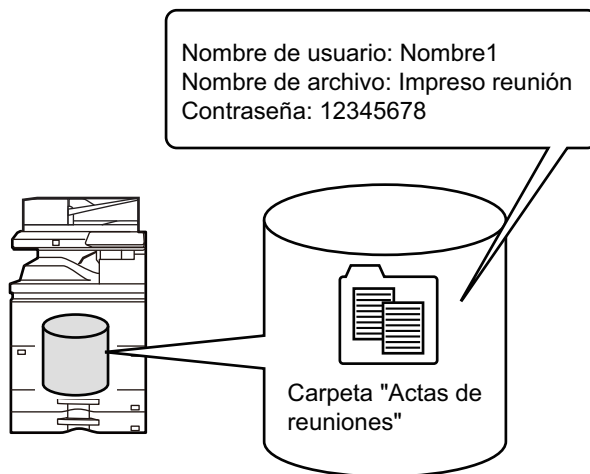 Nombre de usuario: Nombre1
Nombre de archivo: Impreso reunión
Contraseña: 12345678
Carpeta "Actas de
reuniones"